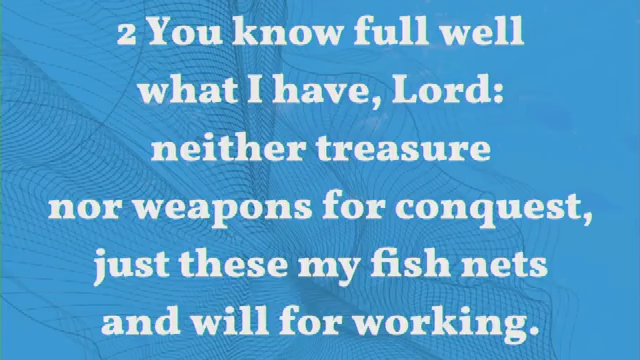 2 You know full well
what I have, Lord:
neither treasure
nor weapons for conquest,
just these my fish nets
and will for working.